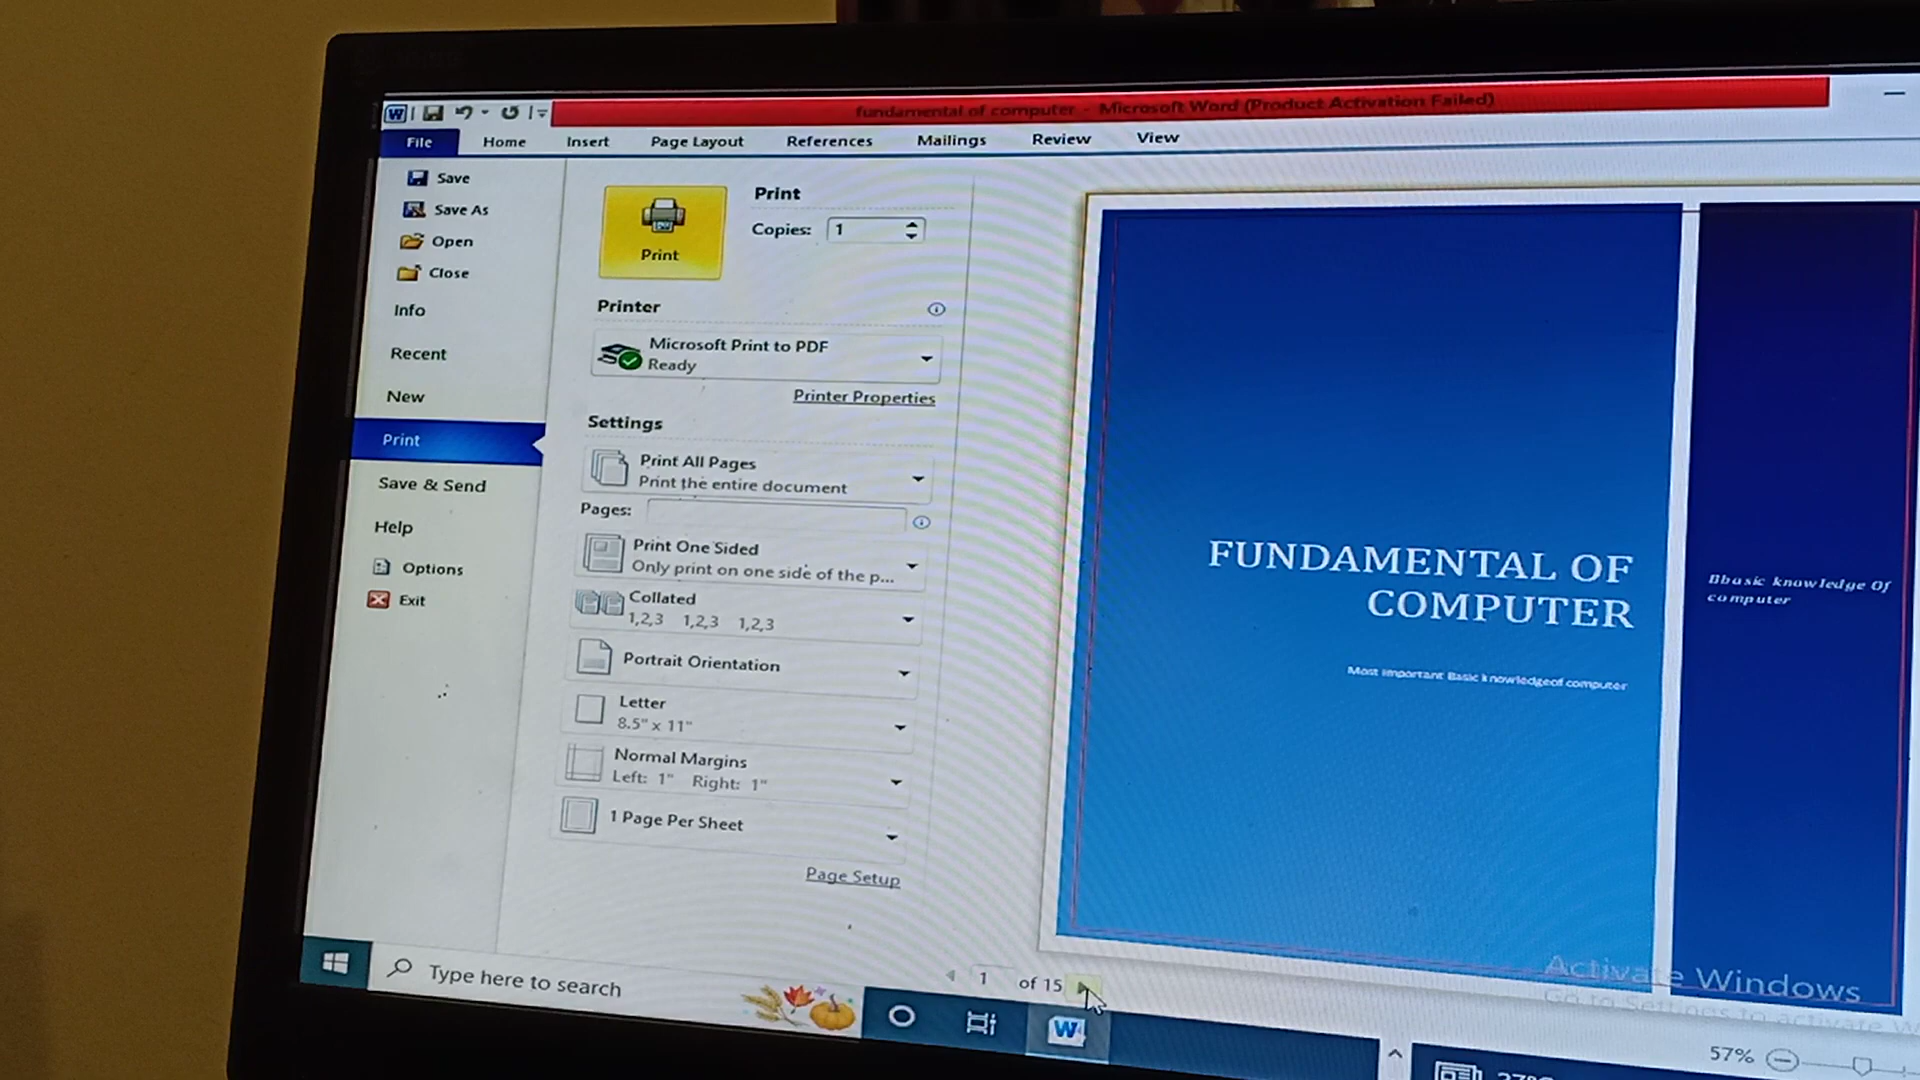 fundamental of computer - Microsoft Word (Product Activation Failed)
File Home Insert Page Layout References Mailings Review View
Save
Save As
Open
Close
Info
Recent
New
Print
Save & Send
Help
Options
Exit
Print
Print
Copies: 1
Printer
Microsoft Print to PDF
Ready
Printer Properties
Settings
Print All Pages
Print the entire document
Pages:
Print One Sided
Only print on one side of the p...
Collated
1,2,3 1,2,3 1,2,3
Portrait Orientation
Letter
8.5" x 11"
Normal Margins
Left: 1" Right: 1"
1 Page Per Sheet
Page Setup
1 of 15
FUNDAMENTAL OF
COMPUTER
Most Important Basic knowledgeof computer
Bbasic knowledge Of
computer
Activate Windows
Go to Settings to activate W
57%
Type here to search